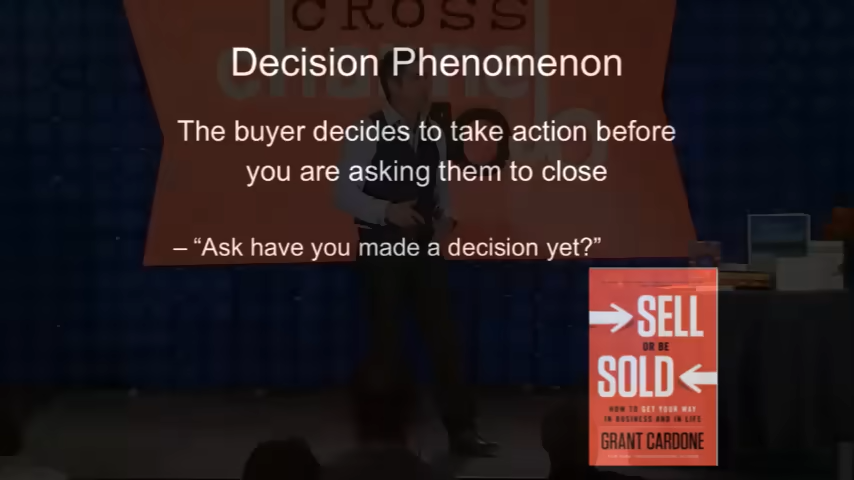 CROSS
Decision Phenomenon
The buyer decides to take action before
you are asking them to close
– “Ask have you made a decision yet?”
SELL
OR BE
SOLD
HOW TO GET YOUR WAY
IN BUSINESS AND IN LIFE
GRANT CARDONE